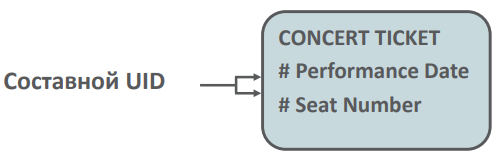 CONCERT TICKET
# Performance Date
Составной UID
# Seat Number